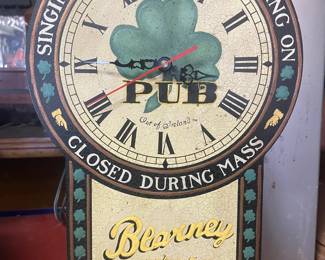 SINGI
NG ON
PUB
Out of Ireland
CLOSED DURING MASS
Blarney